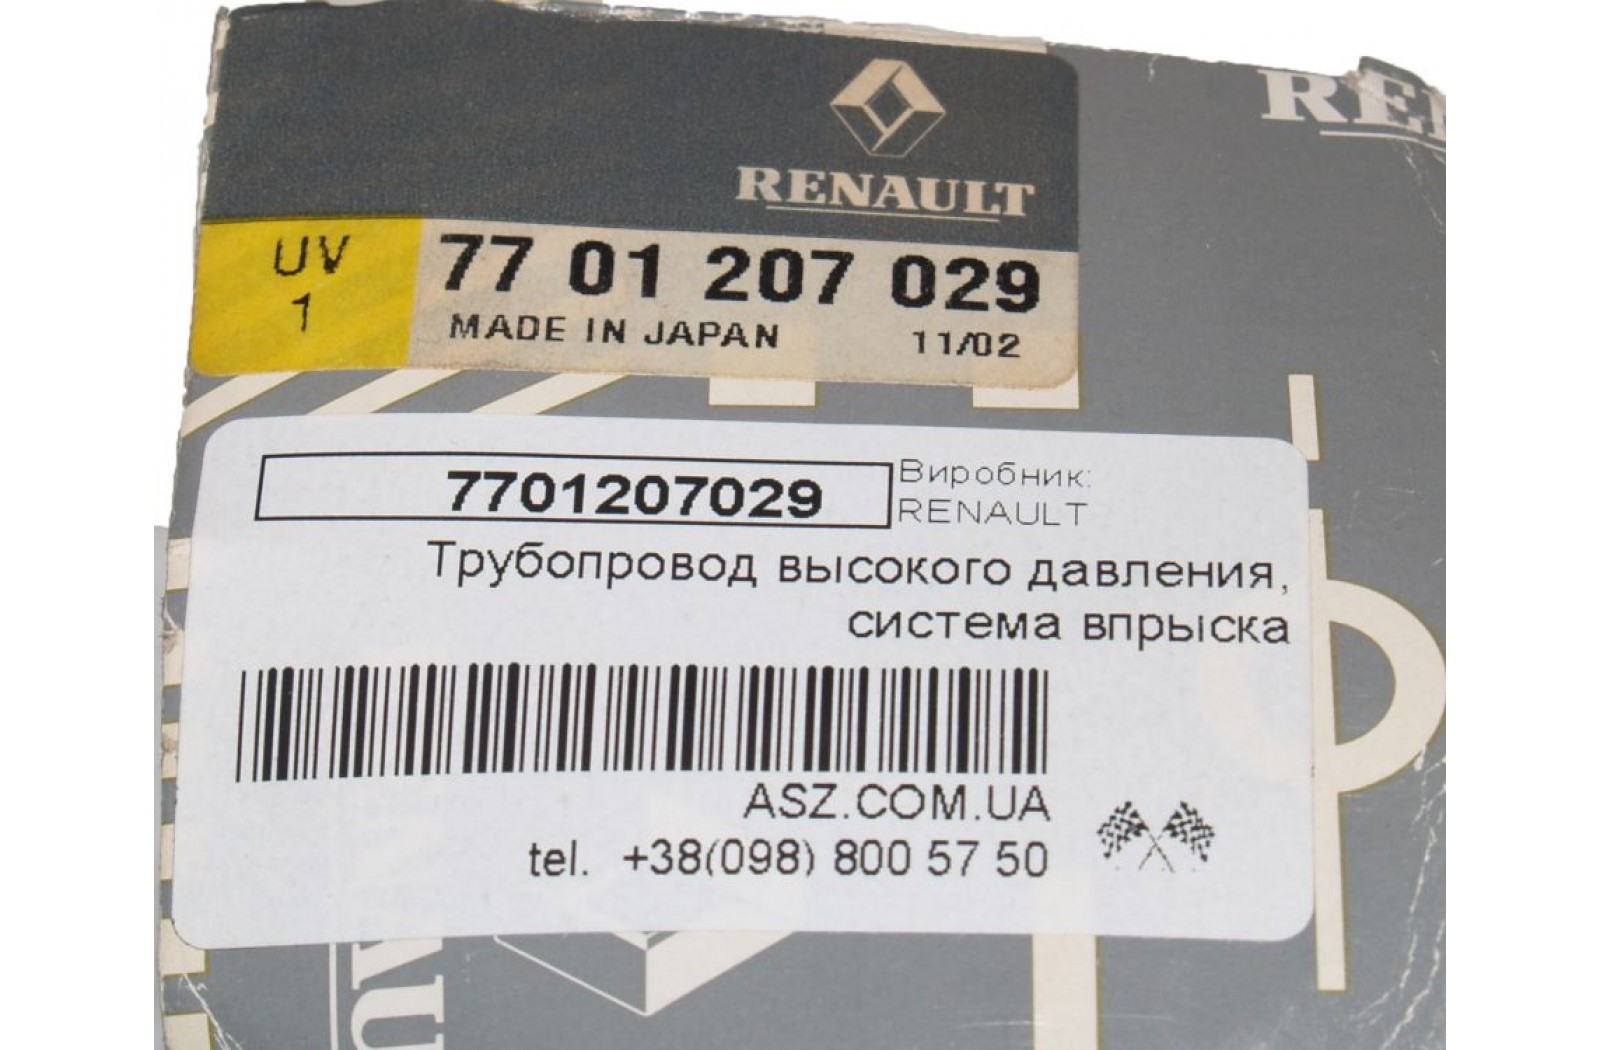 RENAULT
RE
UV
1
77 01 207 029
MADE IN JAPAN
11/02
7701207029
Виробник:
RENAULT
Трубопровод высокого давления,
система впрыска
ASZ.COM.UA
tel. +38(098) 800 57 50